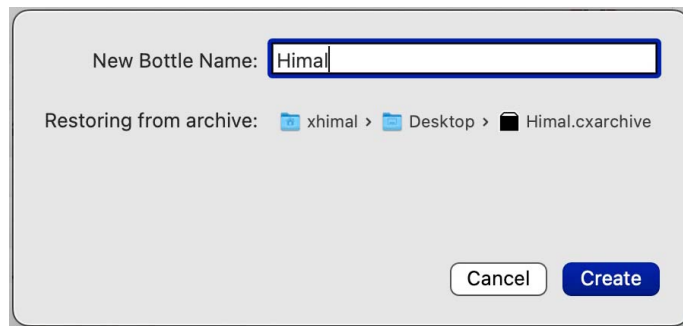 New Bottle Name: Himal
Restoring from archive: xhimal › Desktop › Himal.cxarchive
Cancel Create